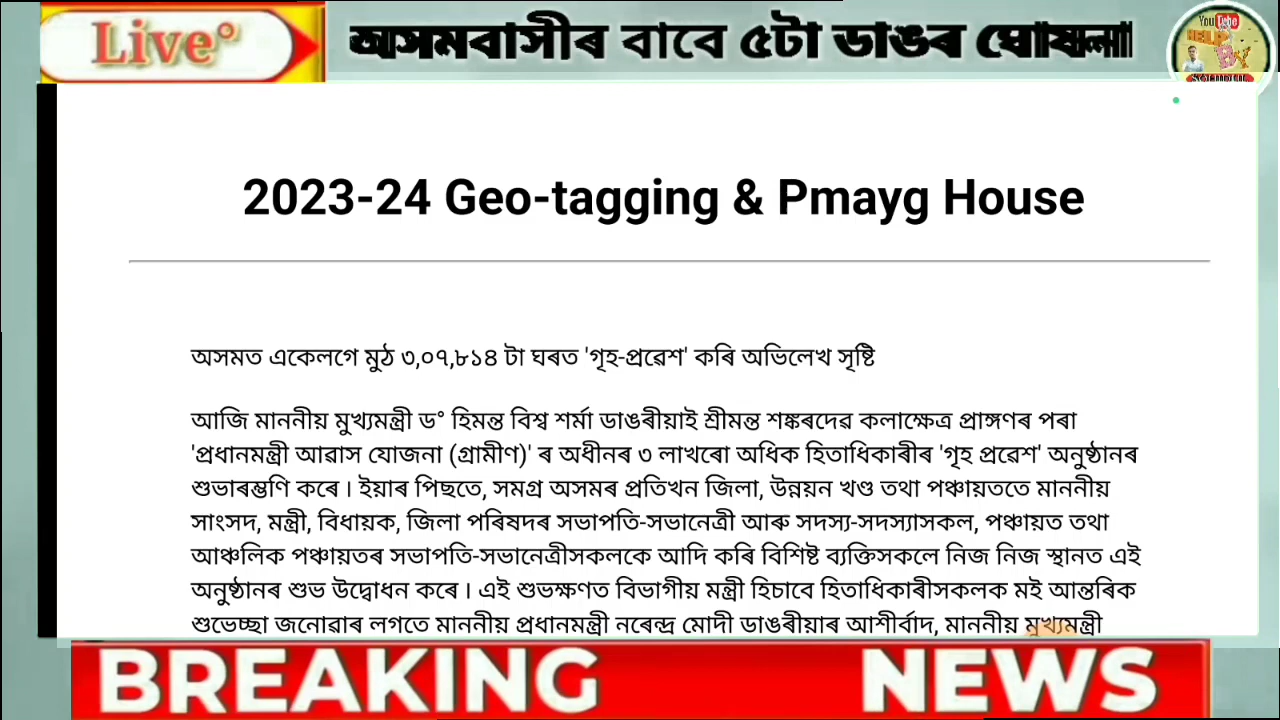 Live°
অসমবাসীৰ বাবে ৫টা ডাঙৰ ঘোষণা
YouTube
HELP
BY
2023-24 Geo-tagging & Pmayg House
অসমত একেলগে মুঠ ৩,০৭,৮১৪ টা ঘৰত 'গৃহ-প্ৰৱেশ' কৰি অভিলেখ সৃষ্টি
আজি মাননীয় মুখ্যমন্ত্ৰী ড° হিমন্ত বিশ্ব শৰ্মা ডাঙৰীয়াই শ্ৰীমন্ত শঙ্কৰদেৱ কলাক্ষেত্ৰ প্ৰাঙ্গণৰ পৰা
'প্ৰধানমন্ত্ৰী আৱাস যোজনা (গ্ৰামীণ)' ৰ অধীনৰ ৩ লাখৰো অধিক হিতাধিকাৰীৰ 'গৃহ প্ৰৱেশ' অনুষ্ঠানৰ
শুভাৰম্ভণি কৰে। ইয়াৰ পিছতে, সমগ্ৰ অসমৰ প্ৰতিখন জিলা, উন্নয়ন খণ্ড তথা পঞ্চায়ততে মাননীয়
সাংসদ, মন্ত্ৰী, বিধায়ক, জিলা পৰিষদৰ সভাপতি-সভানেত্ৰী আৰু সদস্য-সদস্যাসকল, পঞ্চায়ত তথা
আঞ্চলিক পঞ্চায়তৰ সভাপতি-সভানেত্ৰীসকলকে আদি কৰি বিশিষ্ট ব্যক্তিসকলে নিজ নিজ স্থানত এই
অনুষ্ঠানৰ শুভ উদ্বোধন কৰে। এই শুভক্ষণত বিভাগীয় মন্ত্ৰী হিচাবে হিতাধিকাৰীসকলক মই আন্তৰিক
শুভেচ্ছা জনোৱাৰ লগতে মাননীয় প্ৰধানমন্ত্ৰী নৰেন্দ্ৰ মোদী ডাঙৰীয়াৰ আশীৰ্বাদ, মাননীয় মুখ্যমন্ত্ৰী
BREAKING NEWS